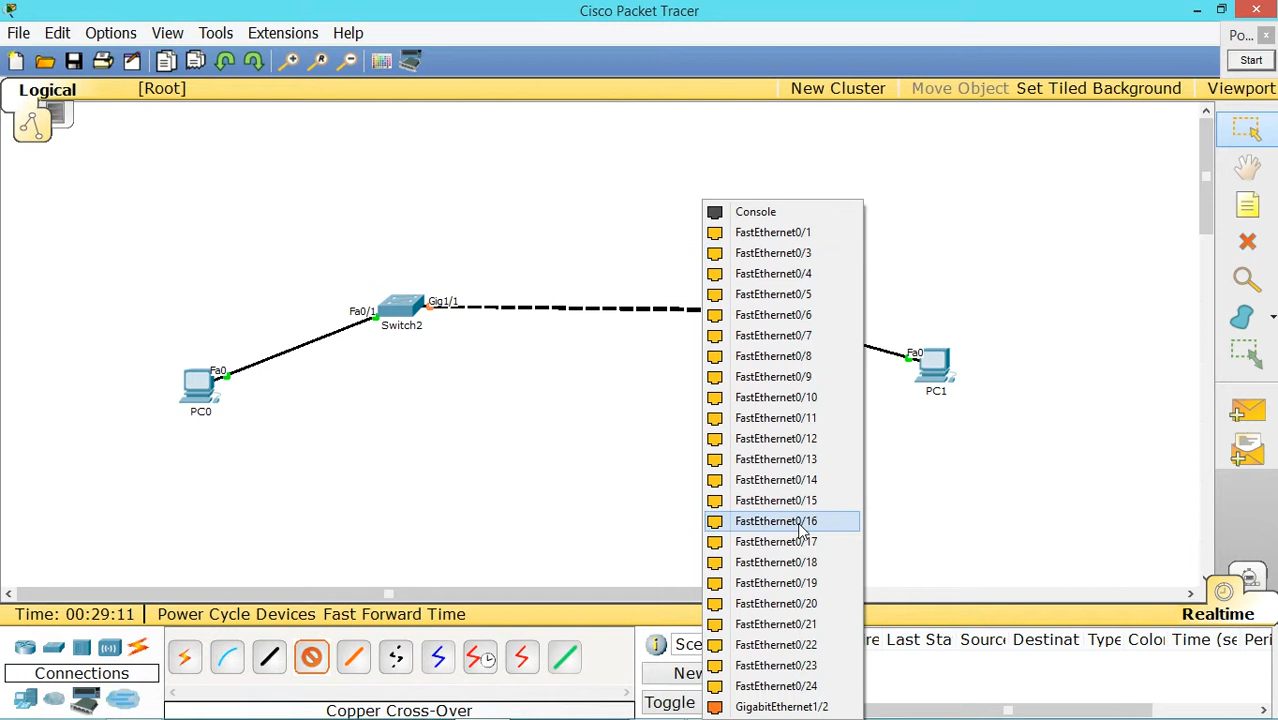 Cisco Packet Tracer
File Edit Options View Tools Extensions Help
Po... x
Start
Logical [Root] New Cluster Move Object Set Tiled Background Viewport
Console
FastEthernet0/1
FastEthernet0/3
FastEthernet0/4
FastEthernet0/5
FastEthernet0/6
FastEthernet0/7
FastEthernet0/8
FastEthernet0/9
FastEthernet0/10
FastEthernet0/11
FastEthernet0/12
FastEthernet0/13
FastEthernet0/14
FastEthernet0/15
FastEthernet0/16
FastEthernet0/17
FastEthernet0/18
FastEthernet0/19
FastEthernet0/20
FastEthernet0/21
FastEthernet0/22
FastEthernet0/23
FastEthernet0/24
GigabitEthernet1/2
Fa0/1 Gig1/1
Switch2
Fa0
PC0
Fa0
PC1
Time: 00:29:11 Power Cycle Devices Fast Forward Time Realtime
Connections
Copper Cross-Over
Sce
New
Toggle
re Last Sta Source Destinat Type Color Time (se Peri